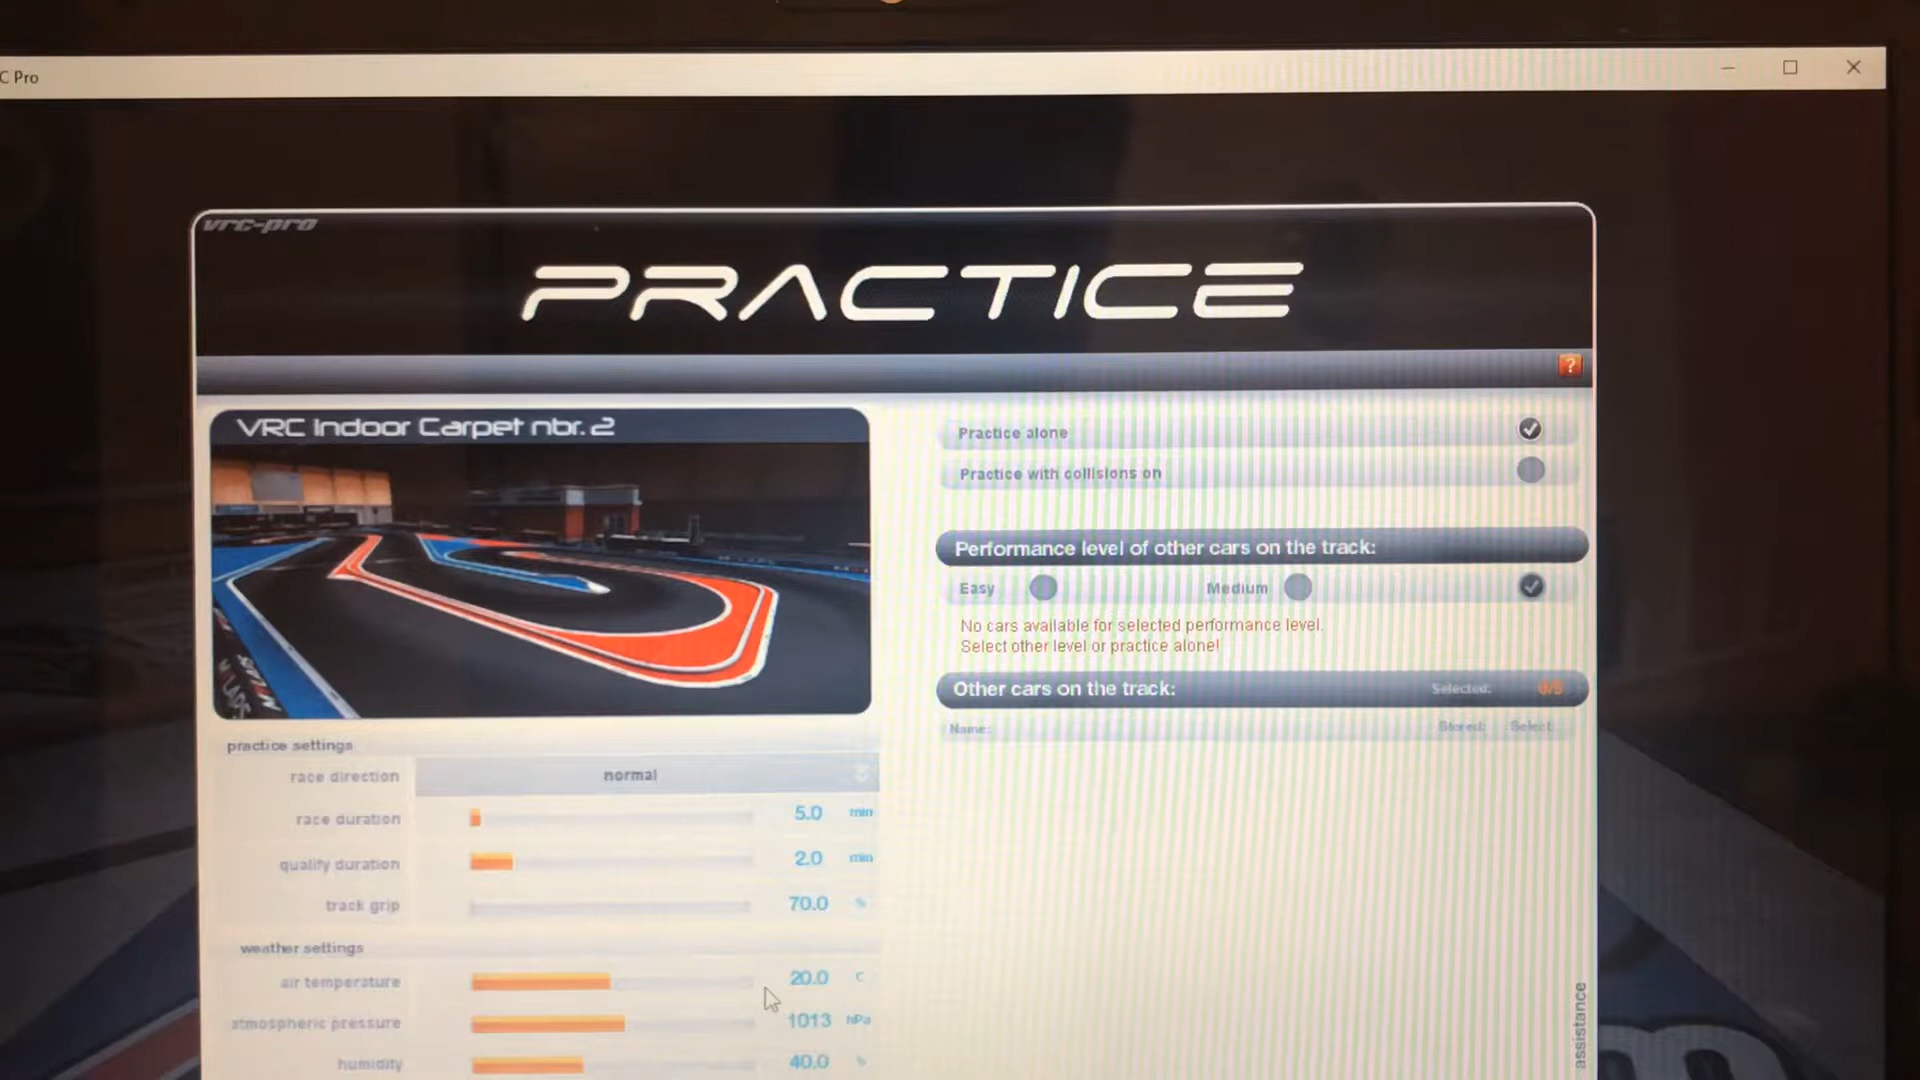 C Pro
vrc-pro
PRACTICE
?
VRC Indoor Carpet nbr. 2
practice settings
race direction normal
race duration 5.0 min
qualify duration 2.0 min
track grip 70.0 %
weather settings
air temperature 20.0 C
atmospheric pressure 1013 hPa
humidity 40.0 %
Practice alone
Practice with collisions on
Performance level of other cars on the track:
Easy Medium
No cars available for selected performance level.
Select other level or practice alone!
Other cars on the track: Selected: 0/5
Name: Stored: Select:
assistance